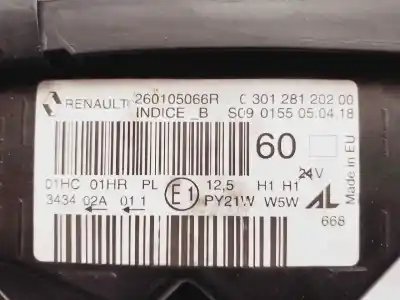 RENAULT 260105066R 0 301 281 202 00
INDICE _B S09 0155 05.04.18
60
24V
Made in EU
01HC 01HR PL E1 12,5 H1 H1
3434 02A 01 1 PY21W W5W AL
668